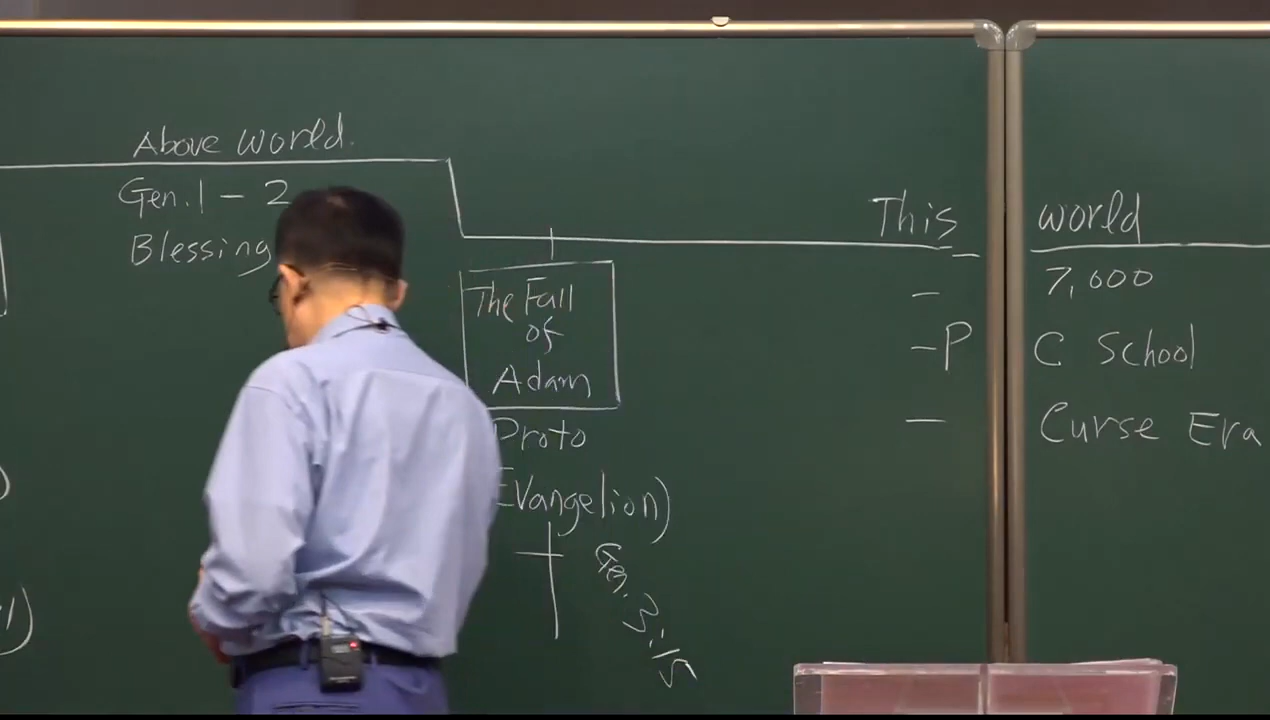 Above world.
Gen. 1 - 2
Blessing
The Fall
of
Adam
Proto
Evangelion)
Gen. 3:15
This world
- 7,000
- P C School
- Curse Era